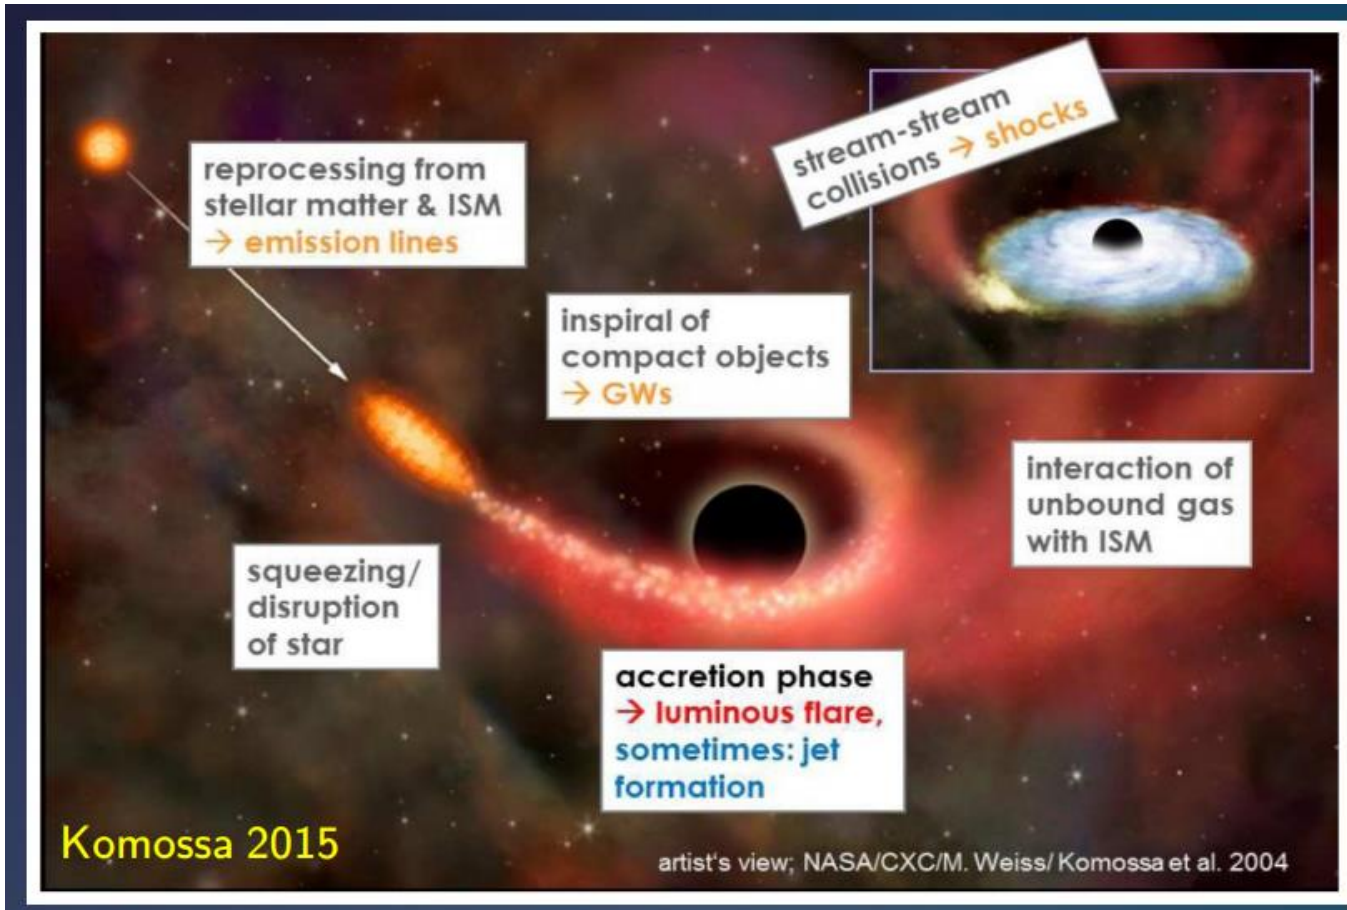 stream-stream
collisions → shocks
reprocessing from
stellar matter & ISM
→ emission lines
inspiral of
compact objects
→ GWs
interaction of
unbound gas
with ISM
squeezing/
disruption
of star
accretion phase
→ luminous flare,
sometimes: jet
formation
Komossa 2015
artist's view; NASA/CXC/M. Weiss/ Komossa et al. 2004